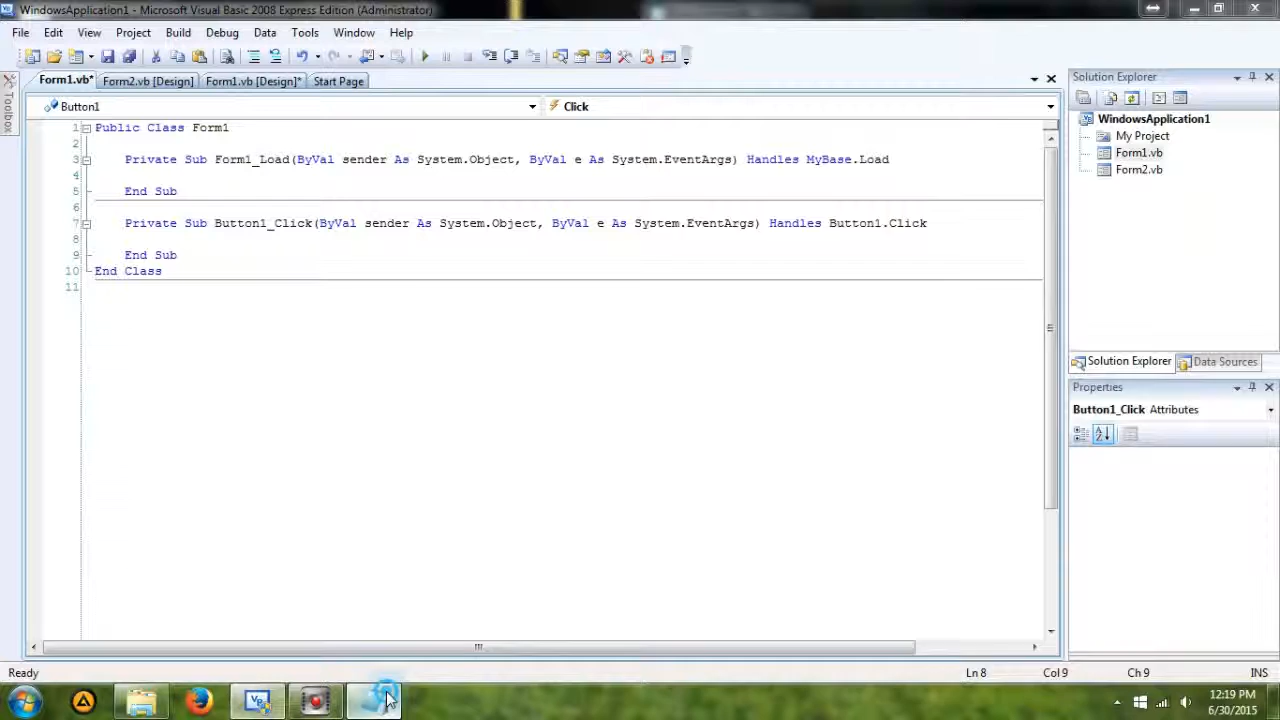 WindowsApplication1 - Microsoft Visual Basic 2008 Express Edition (Administrator)
File Edit View Project Build Debug Data Tools Window Help
Form1.vb* Form2.vb [Design] Form1.vb [Design]* Start Page
Toolbox
Button1 Click
1 Public Class Form1
2
3 Private Sub Form1_Load(ByVal sender As System.Object, ByVal e As System.EventArgs) Handles MyBase.Load
4
5 End Sub
6
7 Private Sub Button1_Click(ByVal sender As System.Object, ByVal e As System.EventArgs) Handles Button1.Click
8
9 End Sub
10 End Class
11
Solution Explorer
WindowsApplication1
My Project
Form1.vb
Form2.vb
Solution Explorer Data Sources
Properties
Button1_Click Attributes
Ready Ln 8 Col 9 Ch 9 INS
12:19 PM
6/30/2015